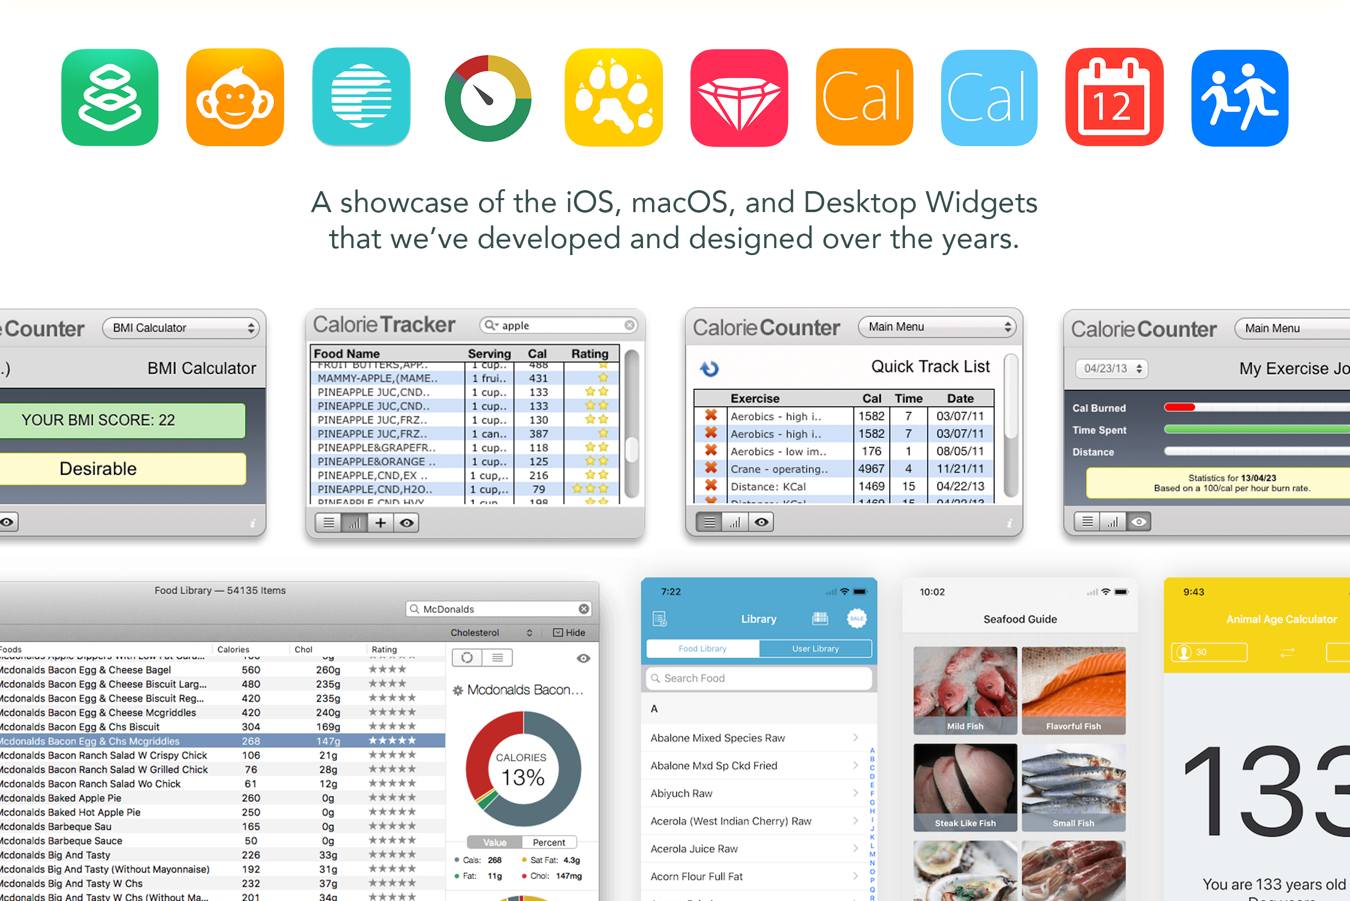 Cal
Cal
12
A showcase of the iOS, macOS, and Desktop Widgets
that we've developed and designed over the years.
Counter
BMI Calculator
.)
BMI Calculator
YOUR BMI SCORE: 22
Desirable
CalorieTracker
apple
Food Name Serving Cal Rating
FRUIT BUTTERS,APP.. 1 cup.. 488
MAMMY-APPLE,(MAME.. 1 frui.. 431
PINEAPPLE JUC,CND... 1 cup.. 133
PINEAPPLE JUC,CND... 1 cup.. 133
PINEAPPLE JUC,FRZ.. 1 cup.. 130
PINEAPPLE JUC,FRZ.. 1 can.. 387
PINEAPPLE&GRAPEFR.. 1 cup.. 118
PINEAPPLE&ORANGE .. 1 cup.. 125
PINEAPPLE,CND,EX .. 1 cup,.. 216
PINEAPPLE,CND,H2O.. 1 cup,.. 79
PINEAPPLE,CND,HVY 1 cup 198
CalorieCounter
Main Menu
Quick Track List
Exercise Cal Time Date
Aerobics - high i.. 1582 7 03/07/11
Aerobics - high i.. 1582 7 03/07/11
Aerobics - low im.. 176 1 08/05/11
Crane - operating.. 4967 4 11/21/11
Distance: KCal 1469 15 04/22/13
Distance: KCal 1469 15 04/22/13
i
CalorieCounter
Main Menu
04/23/13
My Exercise Jo
Cal Burned
Time Spent
Distance
Statistics for 13/04/23
Based on a 100/cal per hour burn rate.
Food Library — 54135 Items
McDonalds
Cholesterol
Hide
Foods Calories Chol Rating
Mcdonalds Bacon Egg & Cheese Bagel 560 260g
Mcdonalds Bacon Egg & Cheese Biscuit Larg... 480 235g
Mcdonalds Bacon Egg & Cheese Biscuit Reg... 420 235g
Mcdonalds Bacon Egg & Cheese Mcgriddles 420 240g
Mcdonalds Bacon Egg & Chs Biscuit 304 169g
Mcdonalds Bacon Egg & Chs Mcgriddles 268 147g
Mcdonalds Bacon Ranch Salad W Crispy Chick 106 21g
Mcdonalds Bacon Ranch Salad W Grilled Chick 76 28g
Mcdonalds Bacon Ranch Salad Wo Chick 61 12g
Mcdonalds Baked Apple Pie 260 0g
Mcdonalds Baked Hot Apple Pie 250 0g
Mcdonalds Barbeque Sau 165 0g
Mcdonalds Barbeque Sauce 50 0g
Mcdonalds Big And Tasty 226 33g
Mcdonalds Big And Tasty (Without Mayonnaise) 192 31g
Mcdonalds Big And Tasty W Chs 232 37g
Mcdonalds Big And Tasty W Chs (Without Ma... 201 34g
Mcdonalds Bacon...
CALORIES
13%
Value Percent
Cals: 268 Sat Fat: 4.3g
Fat: 11g Chol: 147mg
7:22
Library
SALE
Food Library User Library
Search Food
A
Abalone Mixed Species Raw
Abalone Mxd Sp Ckd Fried
Abiyuch Raw
Acerola (West Indian Cherry) Raw
Acerola Juice Raw
Acorn Flour Full Fat
A
B
C
D
E
F
G
H
I
J
K
L
M
N
O
P
Q
R
10:02
Seafood Guide
Mild Fish
Flavorful Fish
Steak Like Fish
Small Fish
9:43
Animal Age Calculator
30
133
You are 133 years old
Dog years